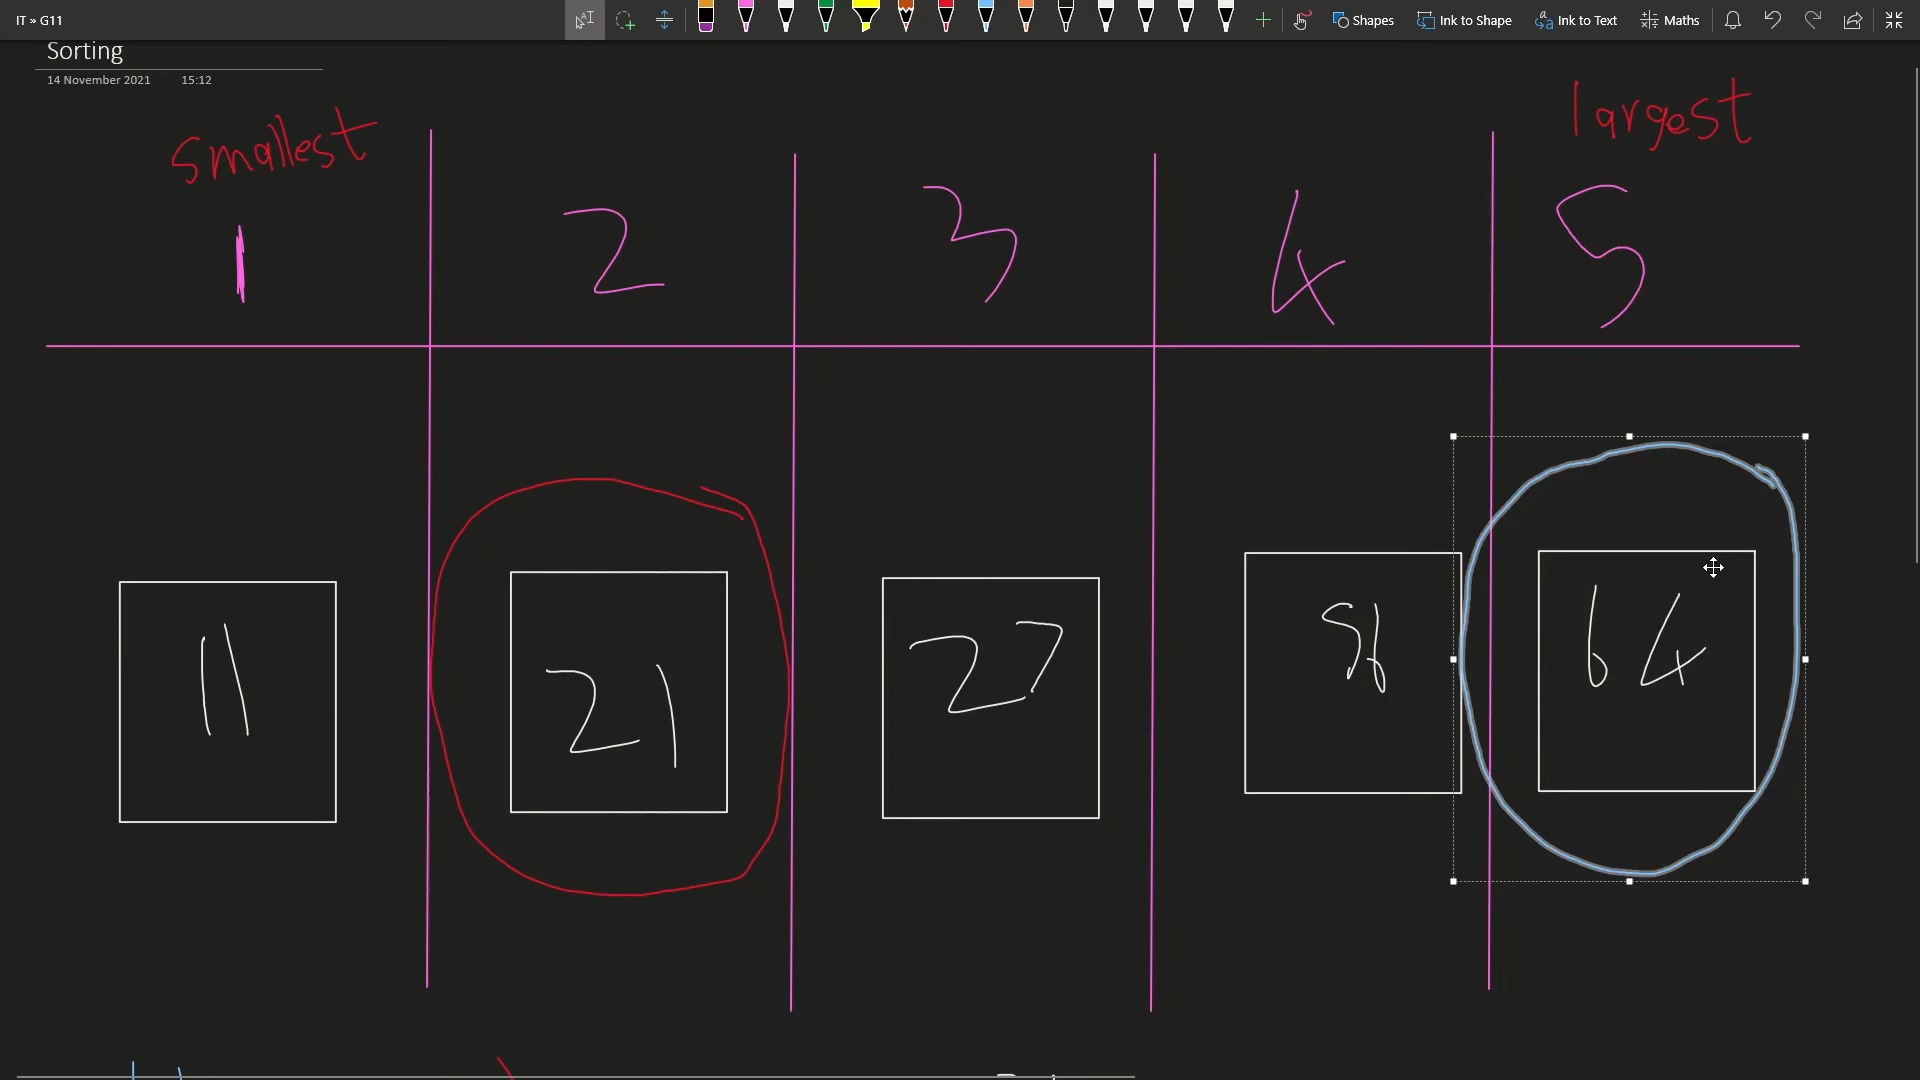 IT » G11
Shapes
Ink to Shape
Ink to Text
Maths
Sorting
14 November 2021 15:12
smallest
largest
1 2 3 4 5
11 21 27 64